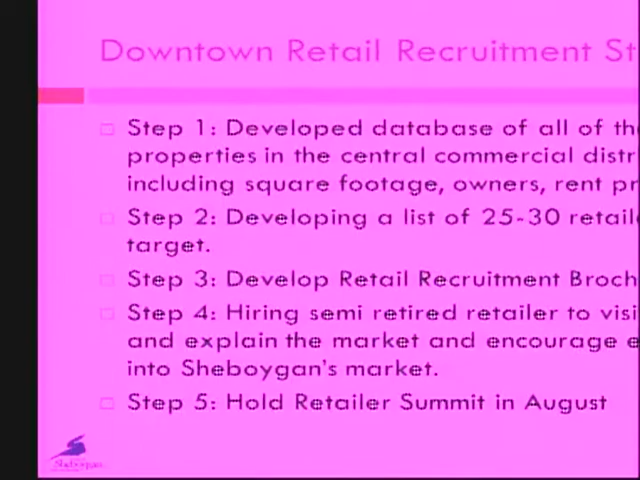 Downtown Retail Recruitment St
Step 1: Developed database of all of th
properties in the central commercial distr
including square footage, owners, rent pr
Step 2: Developing a list of 25-30 retail
target.
Step 3: Develop Retail Recruitment Broch
Step 4: Hiring semi retired retailer to visi
and explain the market and encourage e
into Sheboygan's market.
Step 5: Hold Retailer Summit in August
Sheboygan